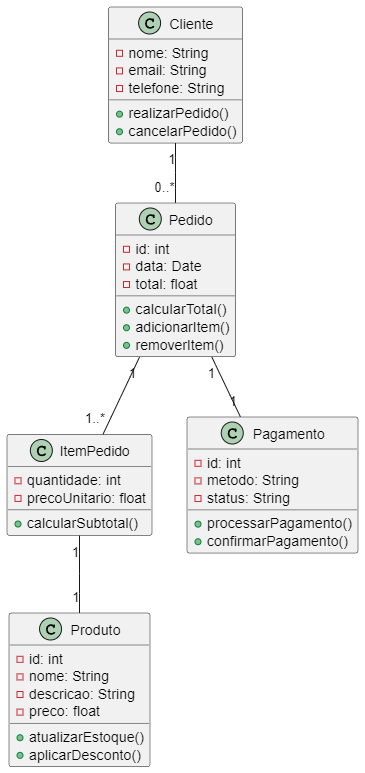 C Cliente
nome: String
email: String
telefone: String
realizarPedido()
cancelarPedido()
1
0..*
C Pedido
id: int
data: Date
total: float
calcularTotal()
adicionarItem()
removerItem()
1 1
1..* 1
C ItemPedido
quantidade: int
precoUnitario: float
calcularSubtotal()
C Pagamento
id: int
metodo: String
status: String
processarPagamento()
confirmarPagamento()
1
1
C Produto
id: int
nome: String
descricao: String
preco: float
atualizarEstoque()
aplicarDesconto()